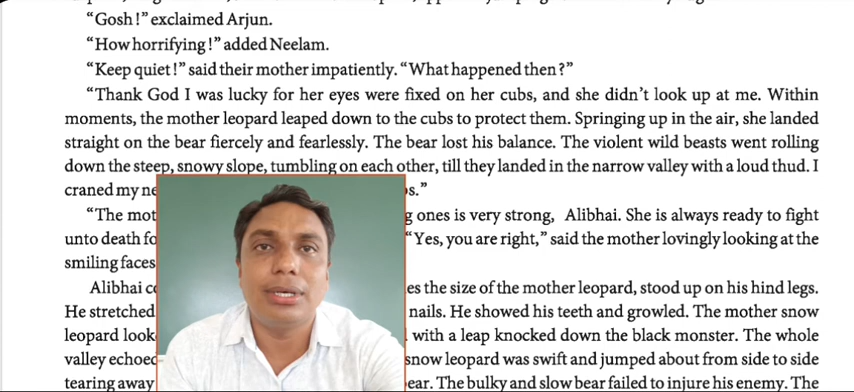 “Gosh!” exclaimed Arjun.
“How horrifying!” added Neelam.
“Keep quiet!” said their mother impatiently. “What happened then?”
“Thank God I was lucky for her eyes were fixed on her cubs, and she didn’t look up at me. Within
moments, the mother leopard leaped down to the cubs to protect them. Springing up in the air, she landed
straight on the bear fiercely and fearlessly. The bear lost his balance. The violent wild beasts went rolling
down the steep, snowy slope, tumbling on each other, till they landed in the narrow valley with a loud thud. I
craned my
“The ones is very strong, Alibhai. She is always ready to fight
unto death “Yes, you are right,” said the mother lovingly looking at the
smiling faces
Alibhai the size of the mother leopard, stood up on his hind legs.
He stretched nails. He showed his teeth and growled. The mother snow
leopard with a leap knocked down the black monster. The whole
valley snow leopard was swift and jumped about from side to side
tearing away The bulky and slow bear failed to injure his enemy. The